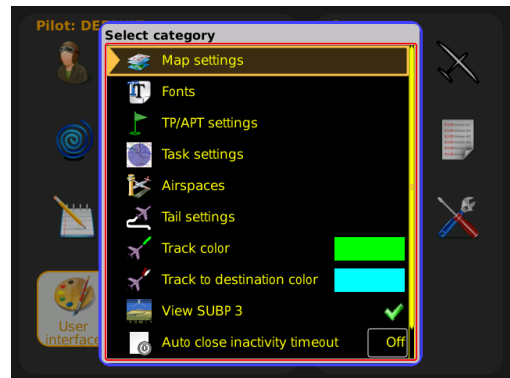 Pilot: DE
Select category
Map settings
Fonts
TP/APT settings
Task settings
Airspaces
Tail settings
Track color
Track to destination color
View SUBP 3
Auto close inactivity timeout Off
User
interface